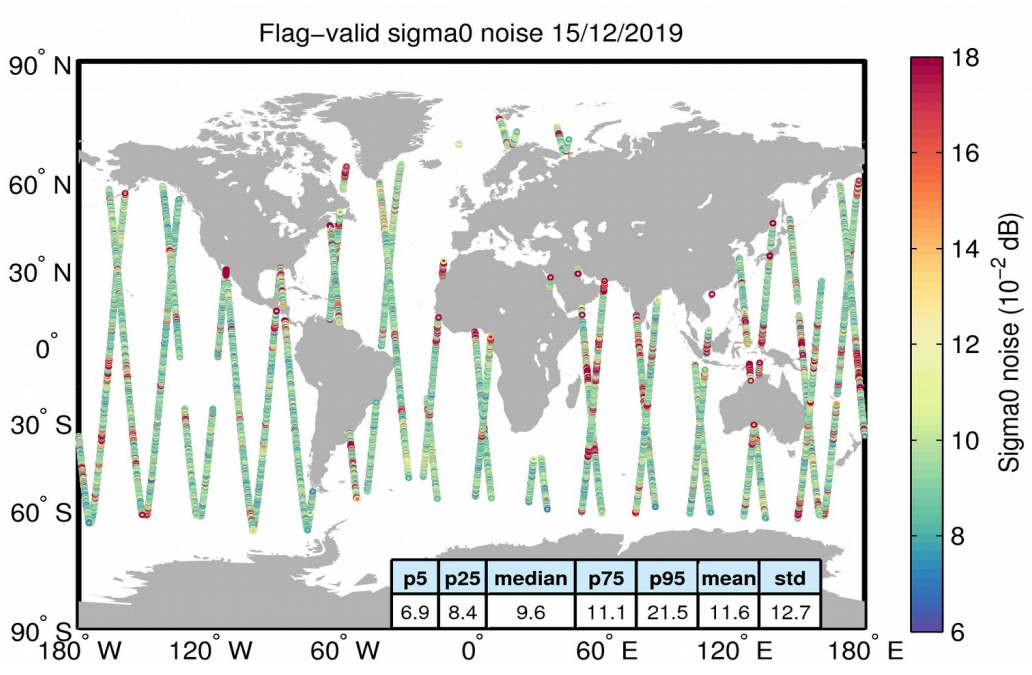 Flag−valid sigma0 noise 15/12/2019
90° N
60° N
30° N
0°
30° S
60° S
90° S
180° W
120° W
60° W
0°
60° E
120° E
180° E
18
16
14
12
10
8
6
Sigma0 noise (10⁻² dB)
p5 p25 median p75 p95 mean std
6.9 8.4 9.6 11.1 21.5 11.6 12.7